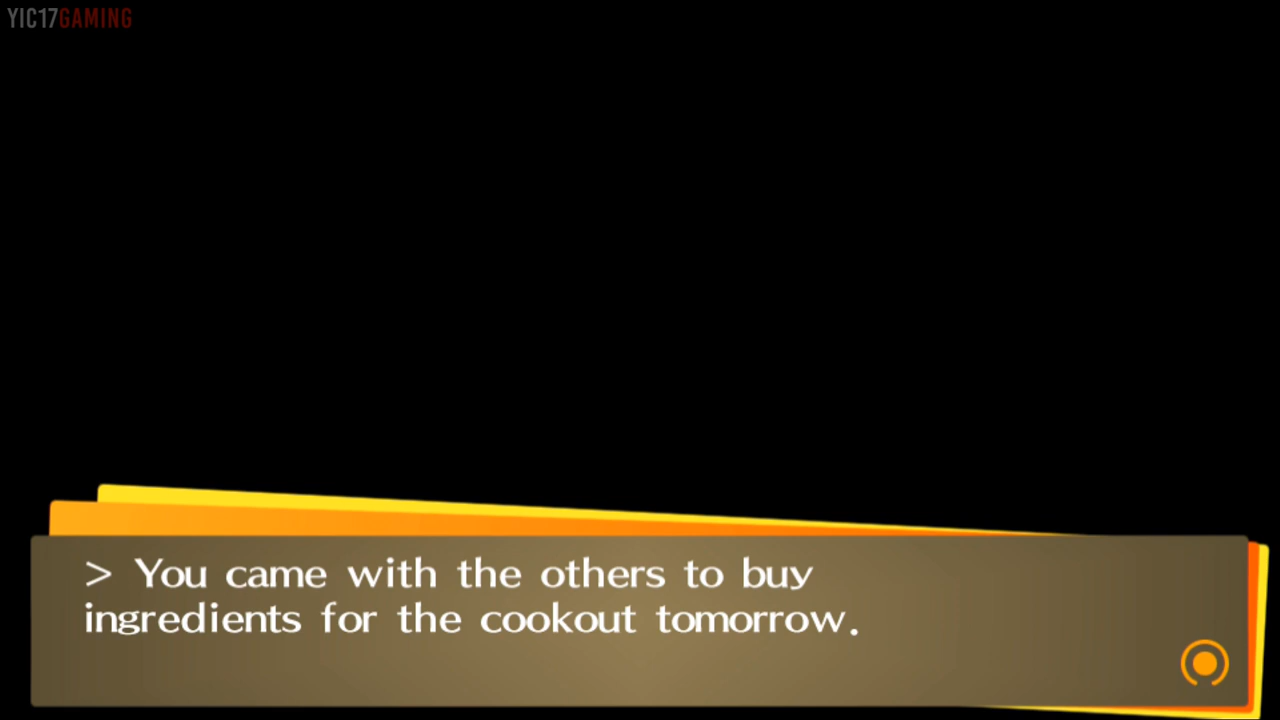 YIC17GAMING
> You came with the others to buy
ingredients for the cookout tomorrow.